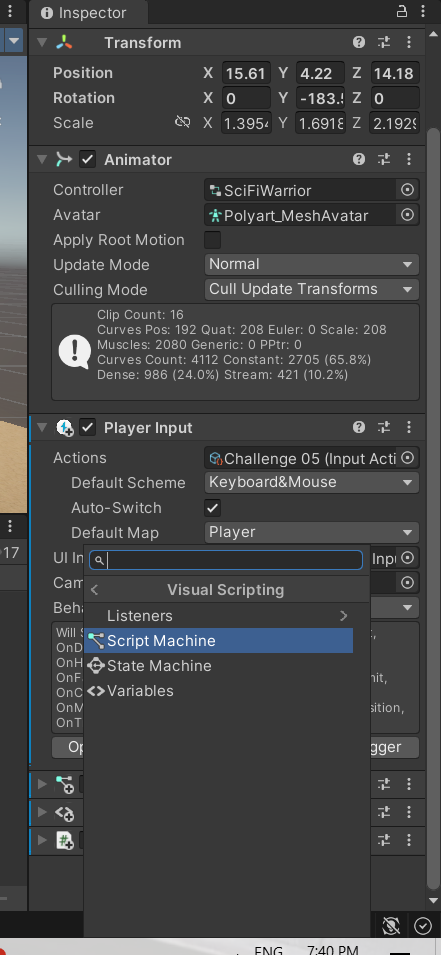 Inspector
Transform
Position X 15.61 Y 4.22 Z 14.18
Rotation X 0 Y -183.5 Z 0
Scale X 1.3954 Y 1.6918 Z 2.1929
Animator
Controller SciFiWarrior
Avatar Polyart_MeshAvatar
Apply Root Motion
Update Mode Normal
Culling Mode Cull Update Transforms
Clip Count: 16
Curves Pos: 192 Quat: 208 Euler: 0 Scale: 208
Muscles: 2080 Generic: 0 PPtr: 0
Curves Count: 4112 Constant: 2705 (65.8%)
Dense: 986 (24.0%) Stream: 421 (10.2%)
Player Input
Actions Challenge 05 (Input Acti
Default Scheme Keyboard&Mouse
Auto-Switch
Default Map Player
17
UI In Inpu
Cam
Beha
Visual Scripting
Listeners
Script Machine
State Machine
Variables
Will S
OnD
OnH
OnF nit,
OnC
OnM sition,
OnT
Op gger
ENG 7:40 PM